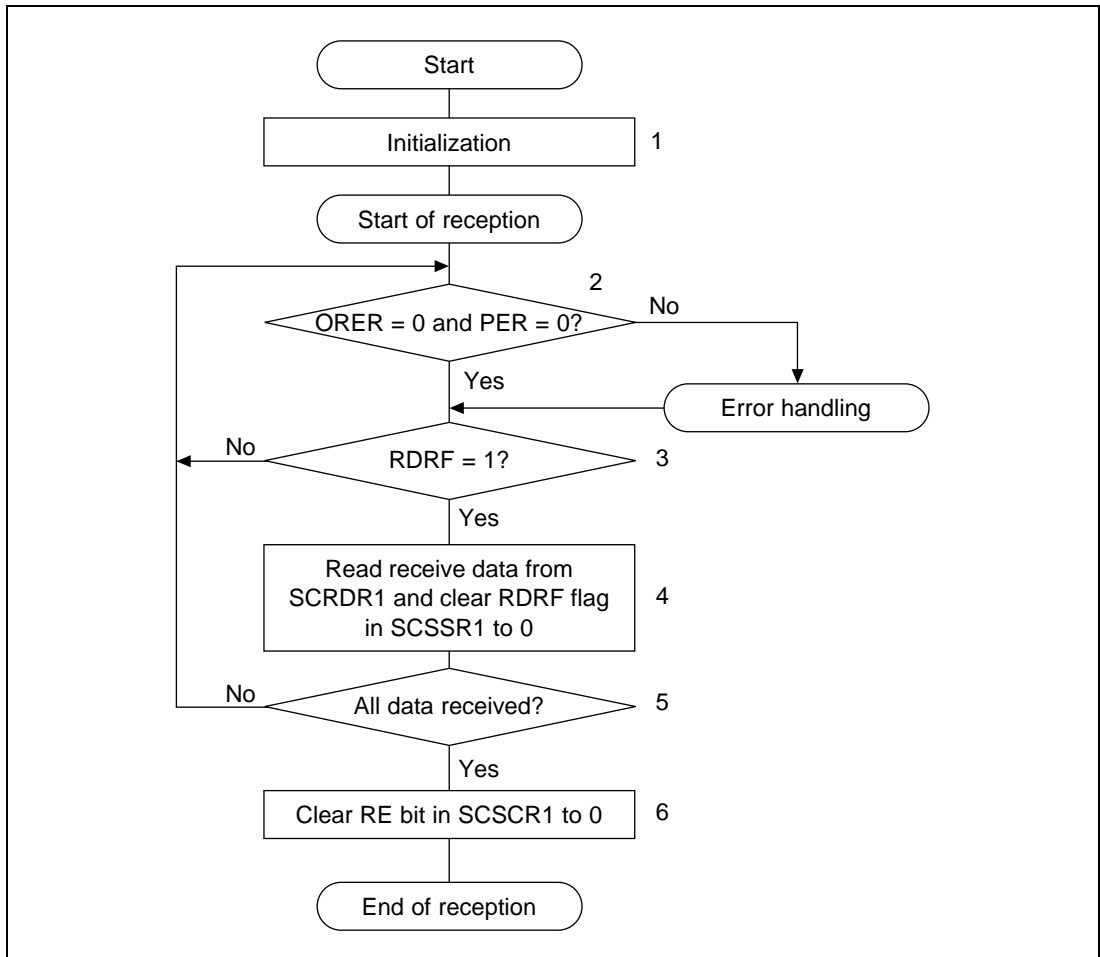 Start
Initialization
1
Start of reception
2
ORER = 0 and PER = 0?
No
Yes
Error handling
No
RDRF = 1?
3
Yes
Read receive data from
SCRDR1 and clear RDRF flag
in SCSSR1 to 0
4
No
All data received?
5
Yes
Clear RE bit in SCSCR1 to 0
6
End of reception